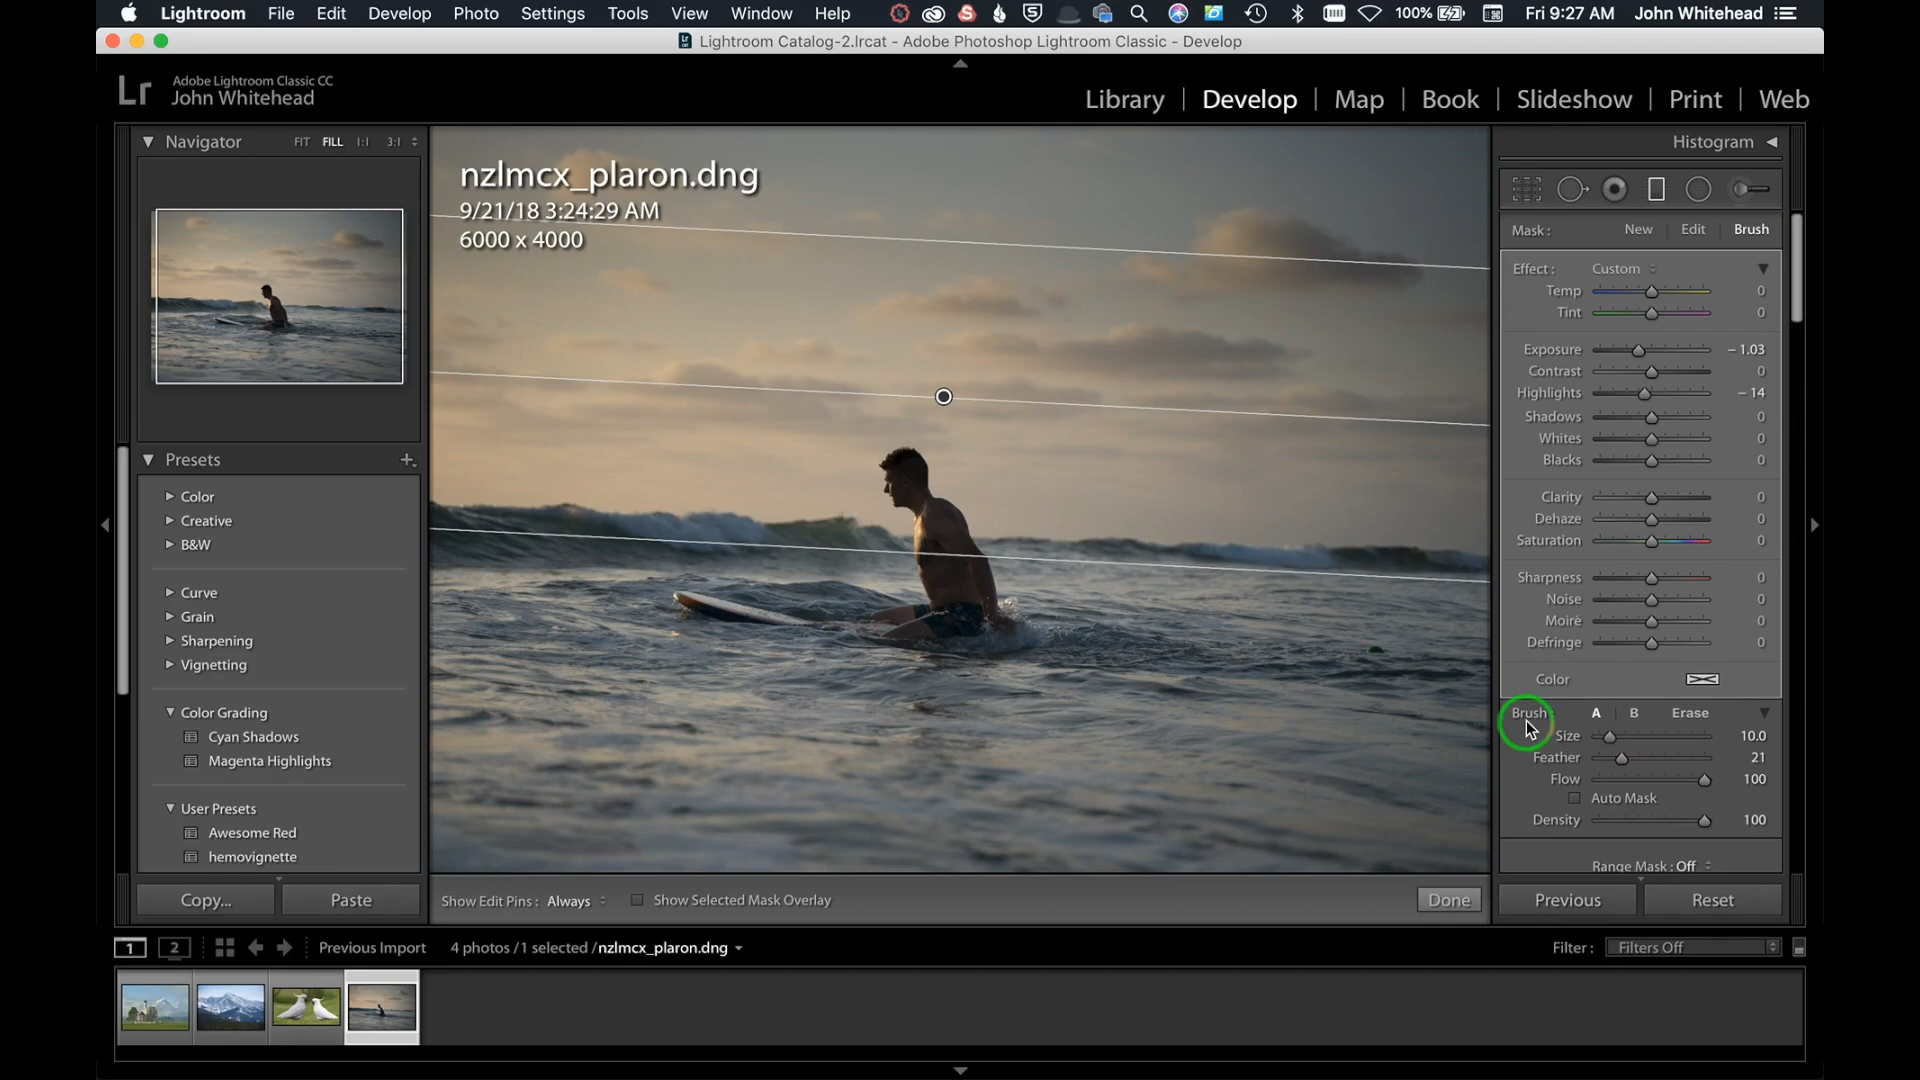 Lightroom File Edit Develop Photo Settings Tools View Window Help 100% Fri 9:27 AM John Whitehead
Lightroom Catalog-2.lrcat - Adobe Photoshop Lightroom Classic - Develop
Lr Adobe Lightroom Classic CC
John Whitehead
Library | Develop | Map | Book | Slideshow | Print | Web
Navigator FIT FILL 1:1 3:1
Histogram
nzlmcx_plaron.dng
9/21/18 3:24:29 AM
6000 x 4000
Presets
Color
Creative
B&W
Curve
Grain
Sharpening
Vignetting
Color Grading
Cyan Shadows
Magenta Highlights
User Presets
Awesome Red
hemovignette
Copy... Paste
Mask : New Edit Brush
Effect : Custom
Temp 0
Tint 0
Exposure – 1.03
Contrast 0
Highlights – 14
Shadows 0
Whites 0
Blacks 0
Clarity 0
Dehaze 0
Saturation 0
Sharpness 0
Noise 0
Moiré 0
Defringe 0
Color
Brush A B Erase
Size 10.0
Feather 21
Flow 100
Auto Mask
Density 100
Range Mask : Off
Show Edit Pins : Always Show Selected Mask Overlay Done
Previous Reset
1 2 Previous Import 4 photos /1 selected /nzlmcx_plaron.dng Filter : Filters Off